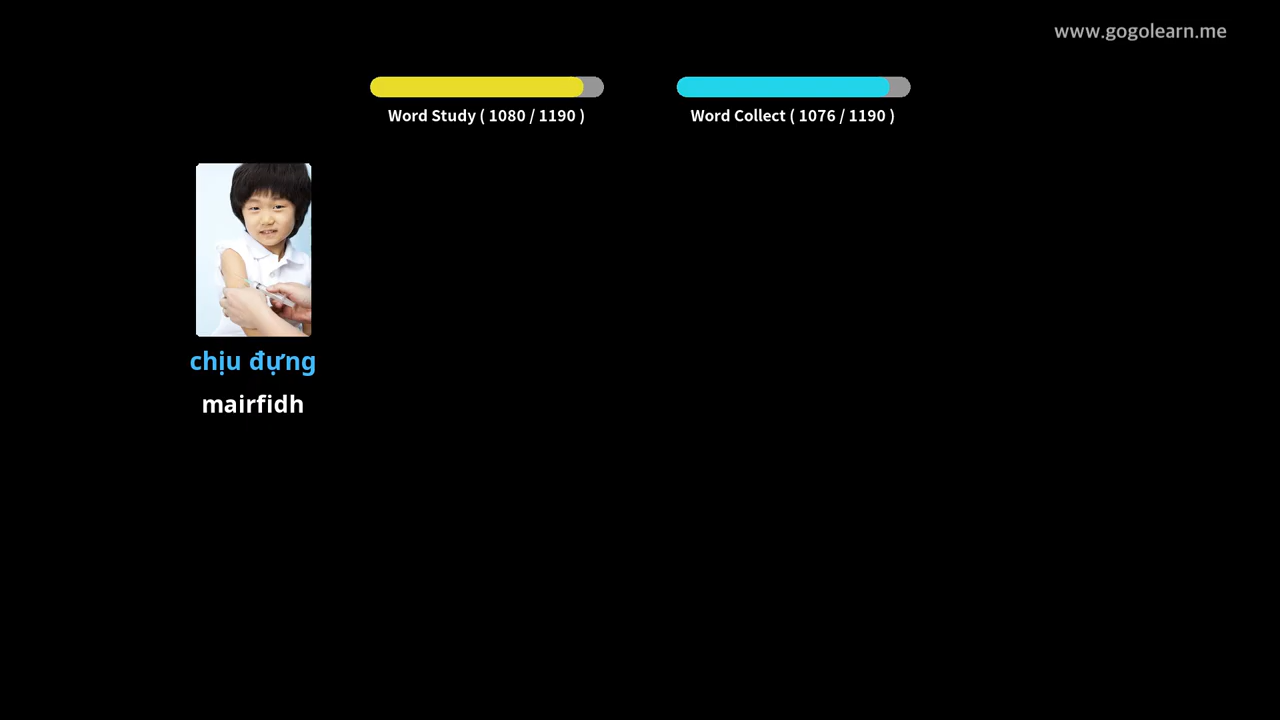 www.gogolearn.me
Word Study ( 1080 / 1190 )
Word Collect ( 1076 / 1190 )
chịu đựng
mairfidh